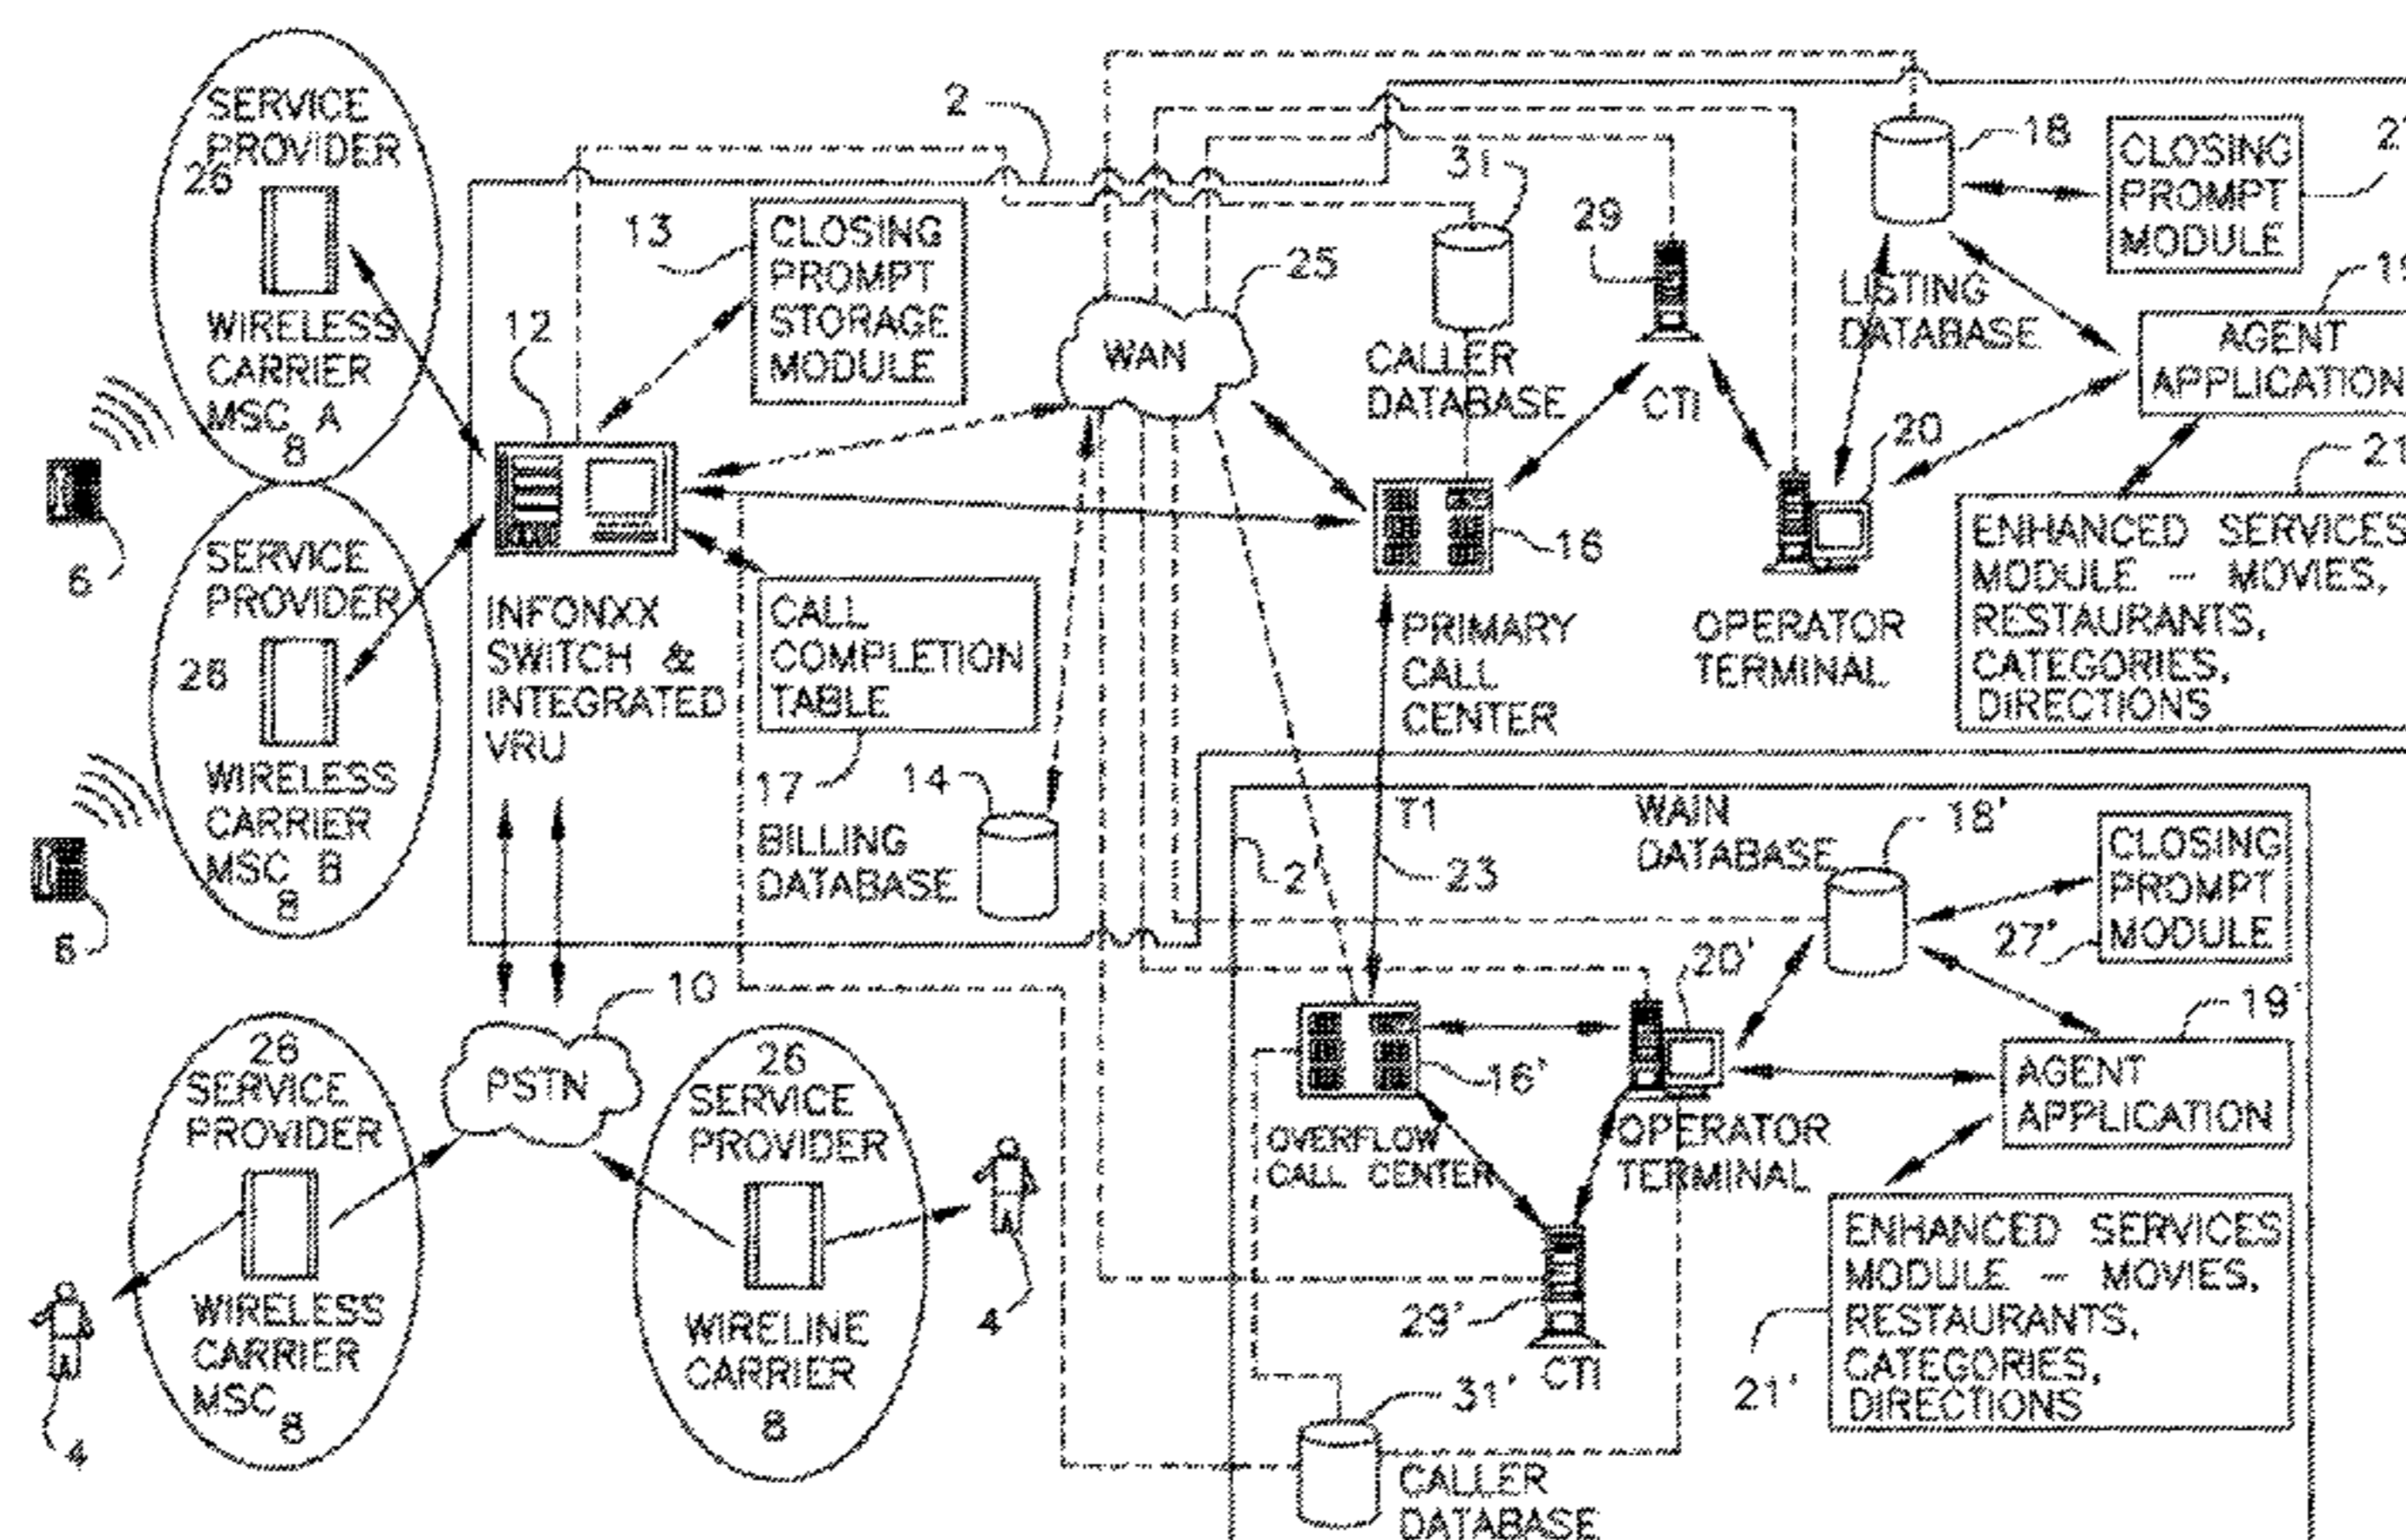 SERVICE
PROVIDER
26
WIRELESS
CARRIER
MSC A
8
6
SERVICE
PROVIDER
26
WIRELESS
CARRIER
MSC B
8
6
2
13
CLOSING
PROMPT
STORAGE
MODULE
12
INFONXX
SWITCH &
INTEGRATED
VRU
CALL
COMPLETION
TABLE
17
14
BILLING
DATABASE
WAN
25
31
CALLER
DATABASE
29
CTI
16
PRIMARY
CALL
CENTER
20
OPERATOR
TERMINAL
18
LISTING
DATABASE
CLOSING
PROMPT
MODULE
AGENT
APPLICATION
21
ENHANCED SERVICES
MODULE - MOVIES,
RESTAURANTS,
CATEGORIES,
DIRECTIONS
T1
23
2'
WAIN
DATABASE
18'
CLOSING
PROMPT
MODULE
27'
20'
16'
OVERFLOW
CALL CENTER
OPERATOR
TERMINAL
19'
AGENT
APPLICATION
ENHANCED SERVICES
MODULE - MOVIES,
RESTAURANTS,
CATEGORIES,
DIRECTIONS
21'
29'
CTI
31'
CALLER
DATABASE
10
PSTN
26
SERVICE
PROVIDER
WIRELESS
CARRIER
MSC
8
4
26
SERVICE
PROVIDER
WIRELINE
CARRIER
8
4